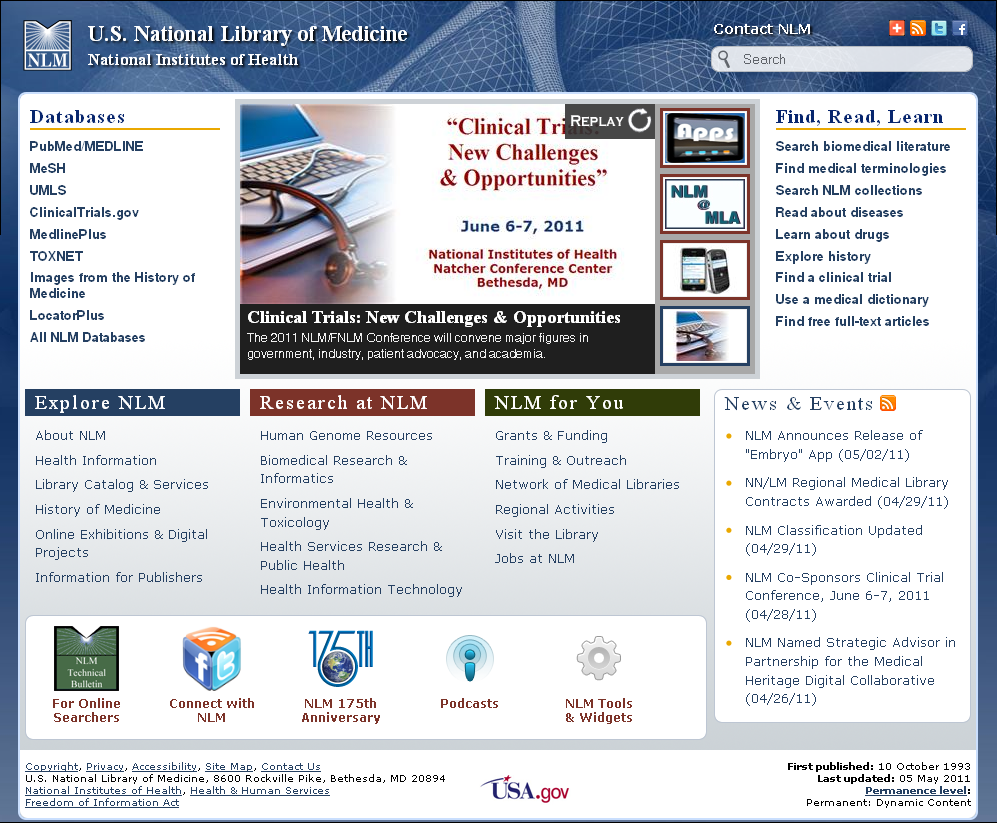 NLM
U.S. National Library of Medicine
National Institutes of Health
Contact NLM
Search
Databases
PubMed/MEDLINE
MeSH
UMLS
ClinicalTrials.gov
MedlinePlus
TOXNET
Images from the History of
Medicine
LocatorPlus
All NLM Databases
"Clinical Trials:
New Challenges
& Opportunities"
June 6-7, 2011
National Institutes of Health
Natcher Conference Center
Bethesda, MD
REPLAY
Clinical Trials: New Challenges & Opportunities
The 2011 NLM/FNLM Conference will convene major figures in
government, industry, patient advocacy, and academia.
Apps
NLM
@
MLA
Find, Read, Learn
Search biomedical literature
Find medical terminologies
Search NLM collections
Read about diseases
Learn about drugs
Explore history
Find a clinical trial
Use a medical dictionary
Find free full-text articles
Explore NLM
About NLM
Health Information
Library Catalog & Services
History of Medicine
Online Exhibitions & Digital
Projects
Information for Publishers
Research at NLM
Human Genome Resources
Biomedical Research &
Informatics
Environmental Health &
Toxicology
Health Services Research &
Public Health
Health Information Technology
NLM for You
Grants & Funding
Training & Outreach
Network of Medical Libraries
Regional Activities
Visit the Library
Jobs at NLM
News & Events
NLM Announces Release of
"Embryo" App (05/02/11)
NN/LM Regional Medical Library
Contracts Awarded (04/29/11)
NLM Classification Updated
(04/29/11)
NLM Co-Sponsors Clinical Trial
Conference, June 6-7, 2011
(04/28/11)
NLM Named Strategic Advisor in
Partnership for the Medical
Heritage Digital Collaborative
(04/26/11)
NLM
Technical
Bulletin
For Online
Searchers
Connect with
NLM
175TH
NLM 175th
Anniversary
Podcasts
NLM Tools
& Widgets
Copyright, Privacy, Accessibility, Site Map, Contact Us
U.S. National Library of Medicine, 8600 Rockville Pike, Bethesda, MD 20894
National Institutes of Health, Health & Human Services
Freedom of Information Act
USA.gov
First published: 10 October 1993
Last updated: 05 May 2011
Permanence level:
Permanent: Dynamic Content